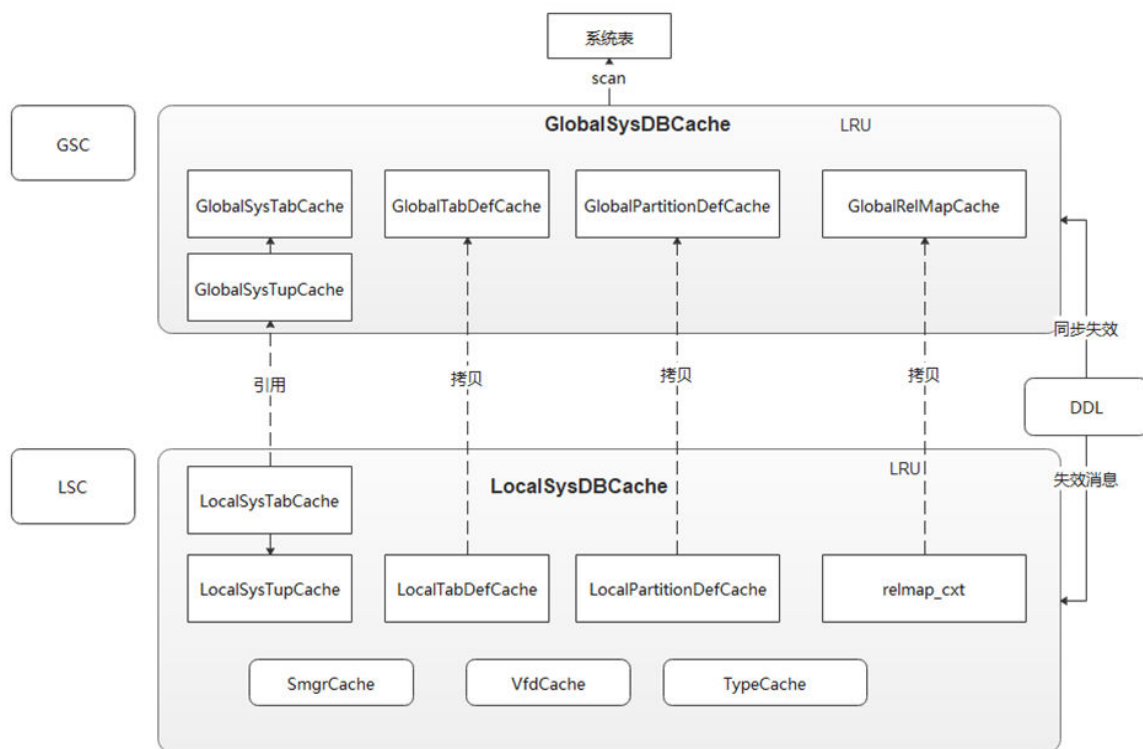 系统表
scan
GSC
GlobalSysDBCache
LRU
GlobalSysTabCache
GlobalTabDefCache
GlobalPartitionDefCache
GlobalRelMapCache
GlobalSysTupCache
同步失效
引用
拷贝
拷贝
拷贝
DDL
LSC
LocalSysDBCache
LRU
失效消息
LocalSysTabCache
LocalSysTupCache
LocalTabDefCache
LocalPartitionDefCache
relmap_cxt
SmgrCache
VfdCache
TypeCache